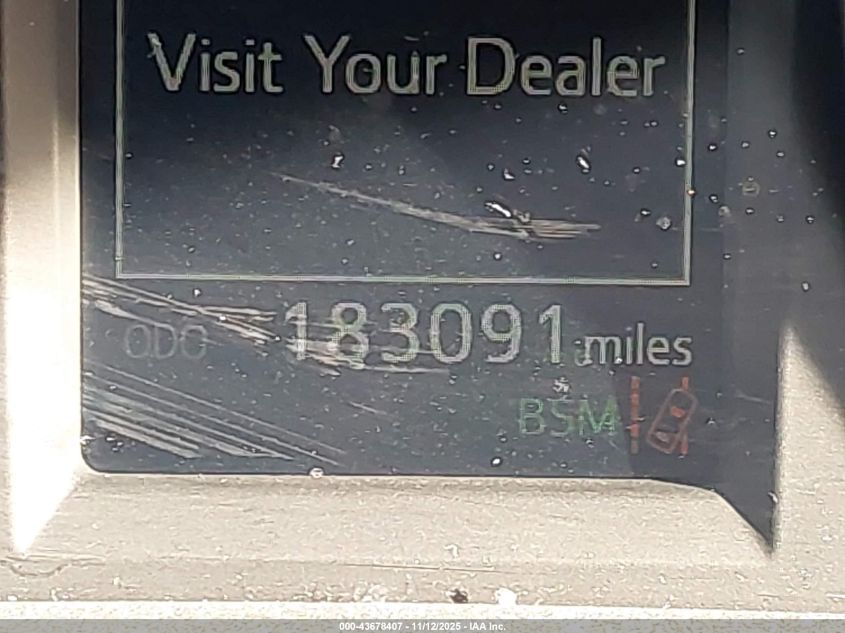 Visit Your Dealer
ODO 183091 miles
BSM
000-43678407 - 11/12/2025 - IAA Inc.